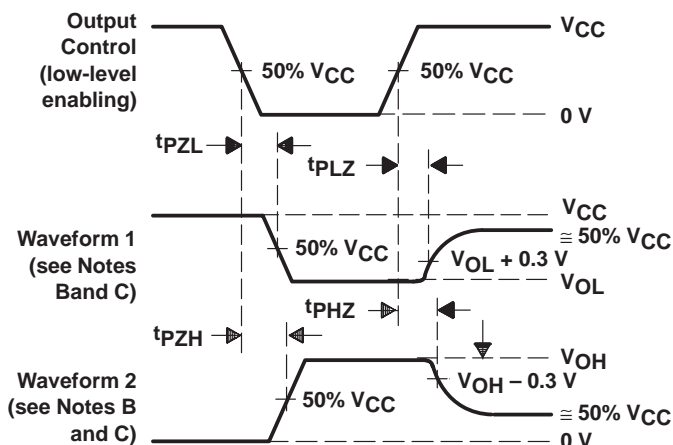 Output
Control
(low-level
enabling)
VCC
50% VCC
50% VCC
0 V
tPZL
tPLZ
Waveform 1
(see Notes
Band C)
VCC
≅ 50% VCC
50% VCC
VOL + 0.3 V
VOL
tPHZ
tPZH
Waveform 2
(see Notes B
and C)
VOH
VOH – 0.3 V
50% VCC
≅ 50% VCC
0 V